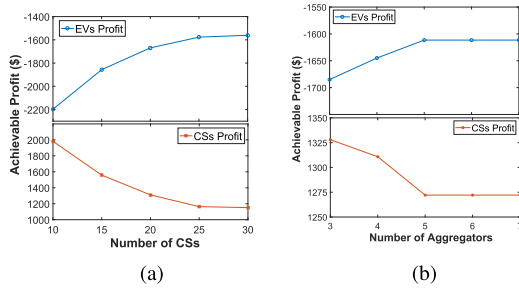 -1400
EVs Profit
-1600
-1800
-2000
-2200
2000
CSs Profit
1800
1600
1400
1200
1000
10 15 20 25 30
Number of CSs
Achievable Profit ($)
(a)
-1550
EVs Profit
-1600
-1650
-1700
1350
CSs Profit
1325
1300
1275
1250
3 4 5 6 7
Number of Aggregators
Achievable Profit ($)
(b)